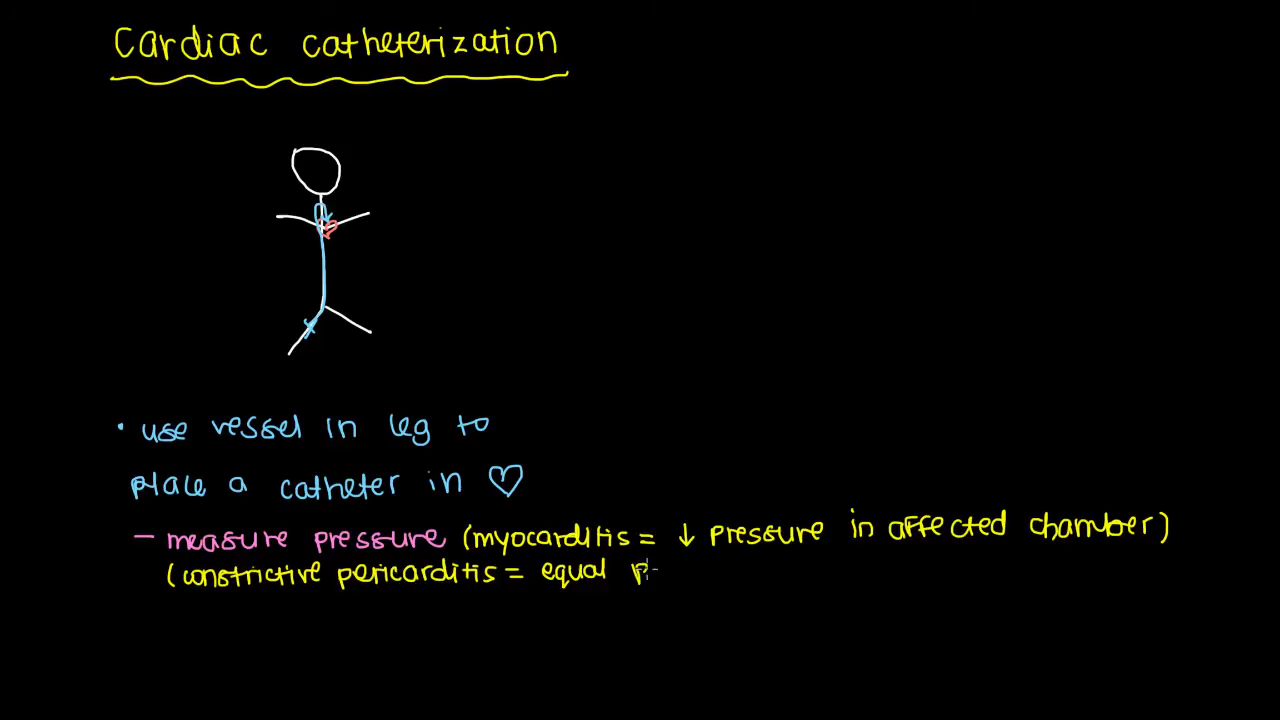 Cardiac catheterization
• use vessel in leg to
place a catheter in ♡
- measure pressure (myocarditis = ↓ pressure in affected chamber)
(constrictive pericarditis = equal p